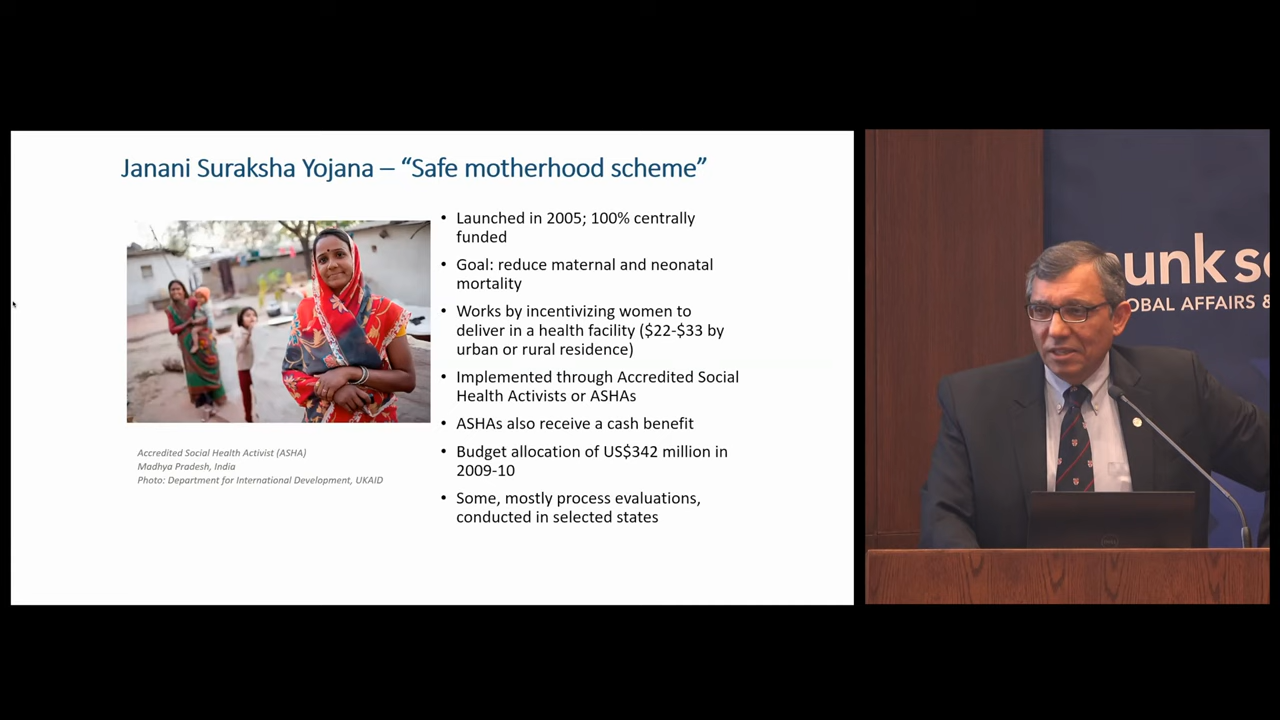 Janani Suraksha Yojana – “Safe motherhood scheme”
• Launched in 2005; 100% centrally
funded
• Goal: reduce maternal and neonatal
mortality
• Works by incentivizing women to
deliver in a health facility ($22-$33 by
urban or rural residence)
• Implemented through Accredited Social
Health Activists or ASHAs
• ASHAs also receive a cash benefit
• Budget allocation of US$342 million in
2009-10
• Some, mostly process evaluations,
conducted in selected states
Accredited Social Health Activist (ASHA)
Madhya Pradesh, India
Photo: Department for International Development, UKAID
unk sc
OBAL AFFAIRS &
DELL